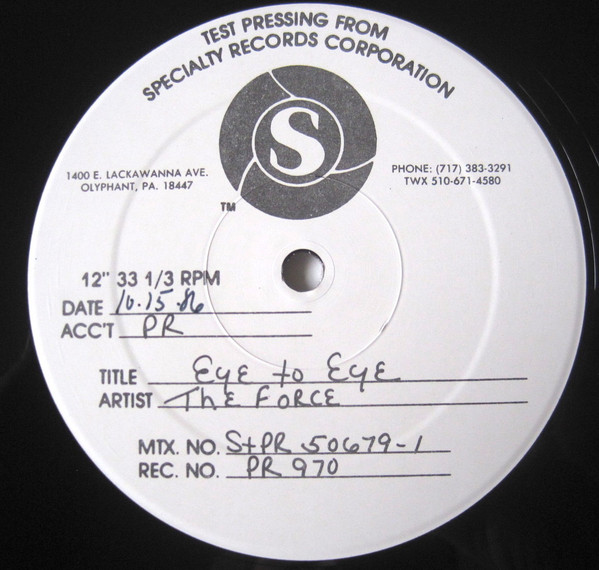 TEST PRESSING FROM
SPECIALTY RECORDS CORPORATION
S
1400 E. LACKAWANNA AVE.
OLYPHANT, PA. 18447
PHONE: (717) 383-3291
TWX 510-671-4580
TM
12" 33 1/3 RPM
DATE 10.15.86
ACC'T PR
TITLE EyE to EyE
ARTIST ThE FORCE
MTX. NO. StPR 50679-1
REC. NO. PR 970